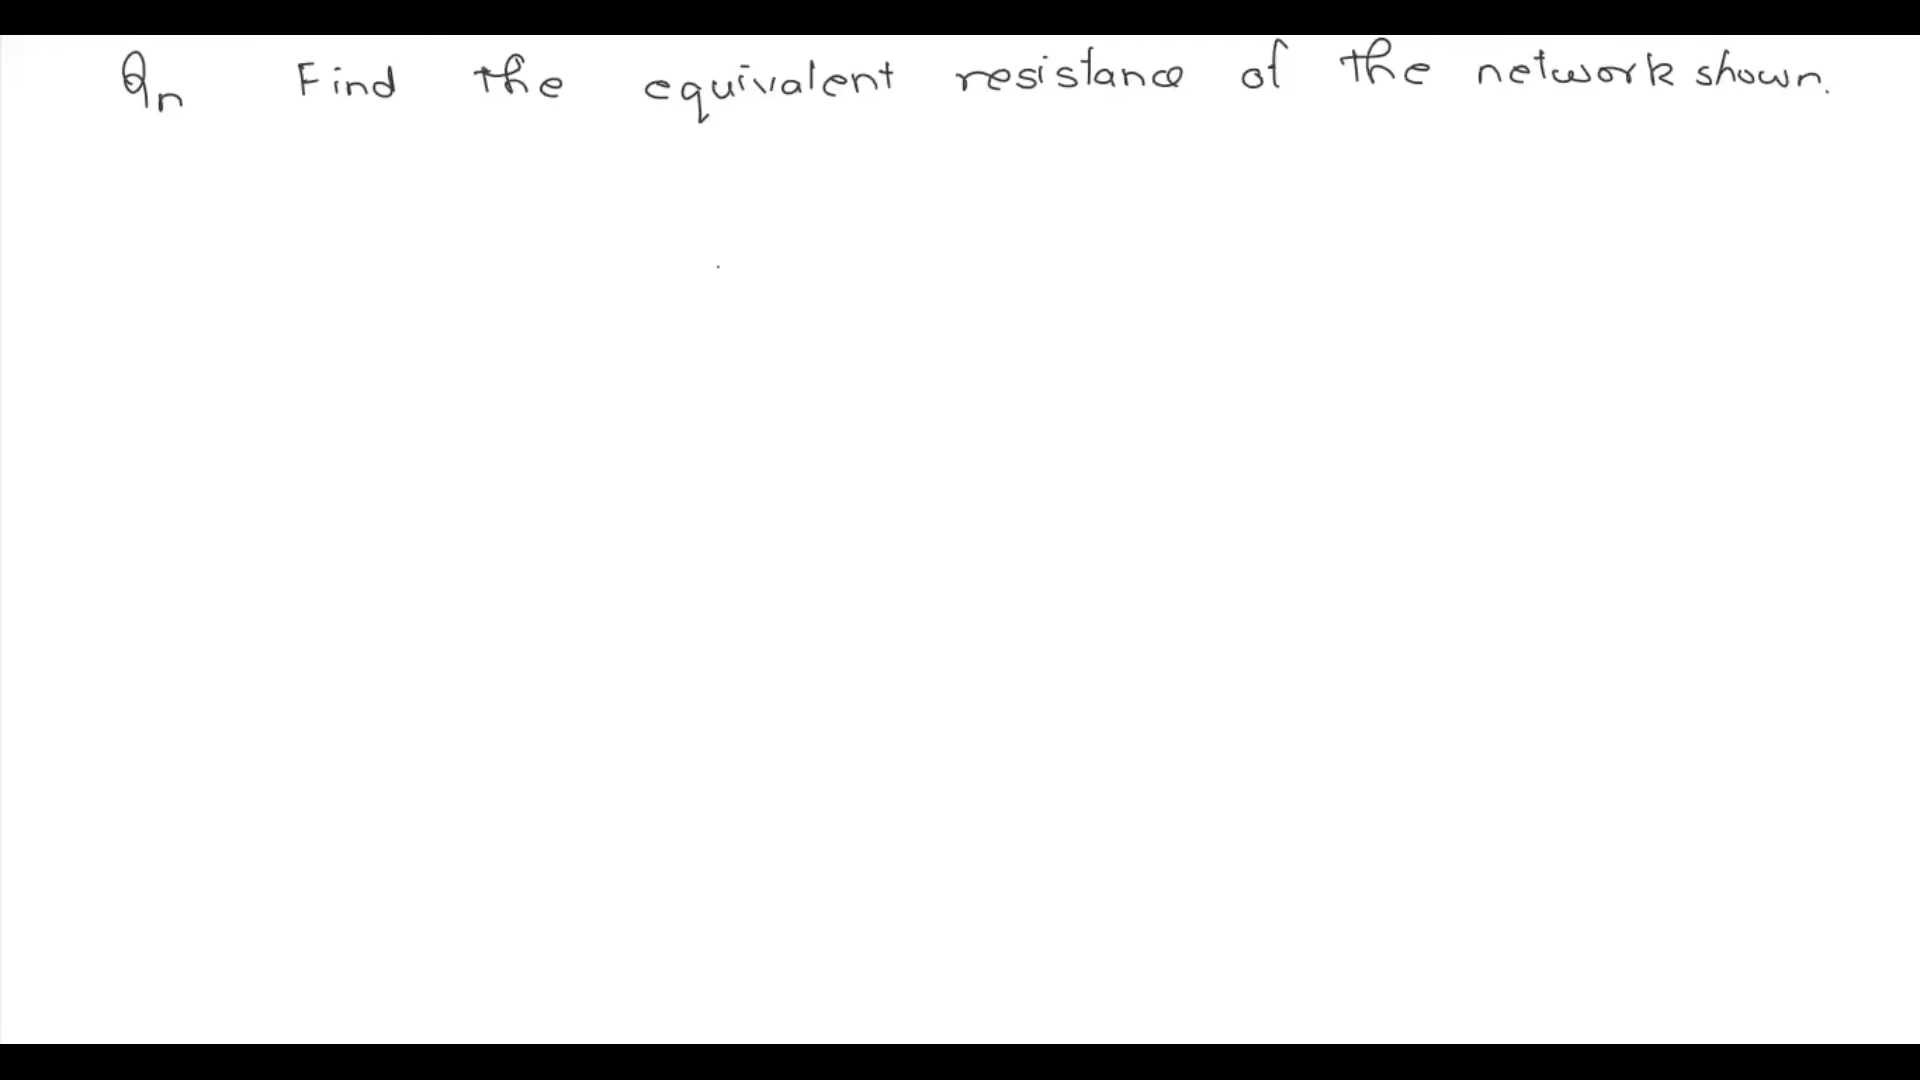 Qn Find the equivalent resistance of the network shown.